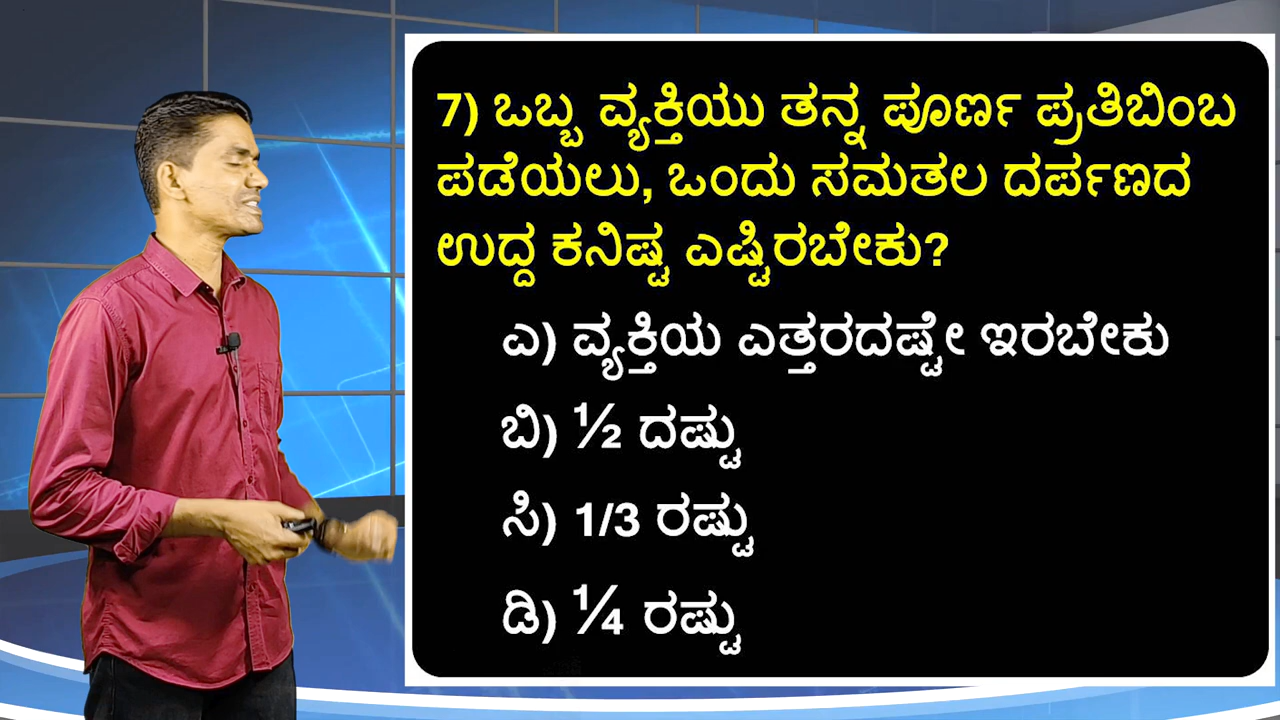 7) ಒಬ್ಬ ವ್ಯಕ್ತಿಯು ತನ್ನ ಪೂರ್ಣ ಪ್ರತಿಬಿಂಬ
ಪಡೆಯಲು, ಒಂದು ಸಮತಲ ದರ್ಪಣದ
ಉದ್ದ ಕನಿಷ್ಟ ಎಷ್ಟಿರಬೇಕು?
ಎ) ವ್ಯಕ್ತಿಯ ಎತ್ತರದಷ್ಟೇ ಇರಬೇಕು
ಬಿ) ½ ದಷ್ಟು
ಸಿ) 1/3 ರಷ್ಟು
ಡಿ) ¼ ರಷ್ಟು